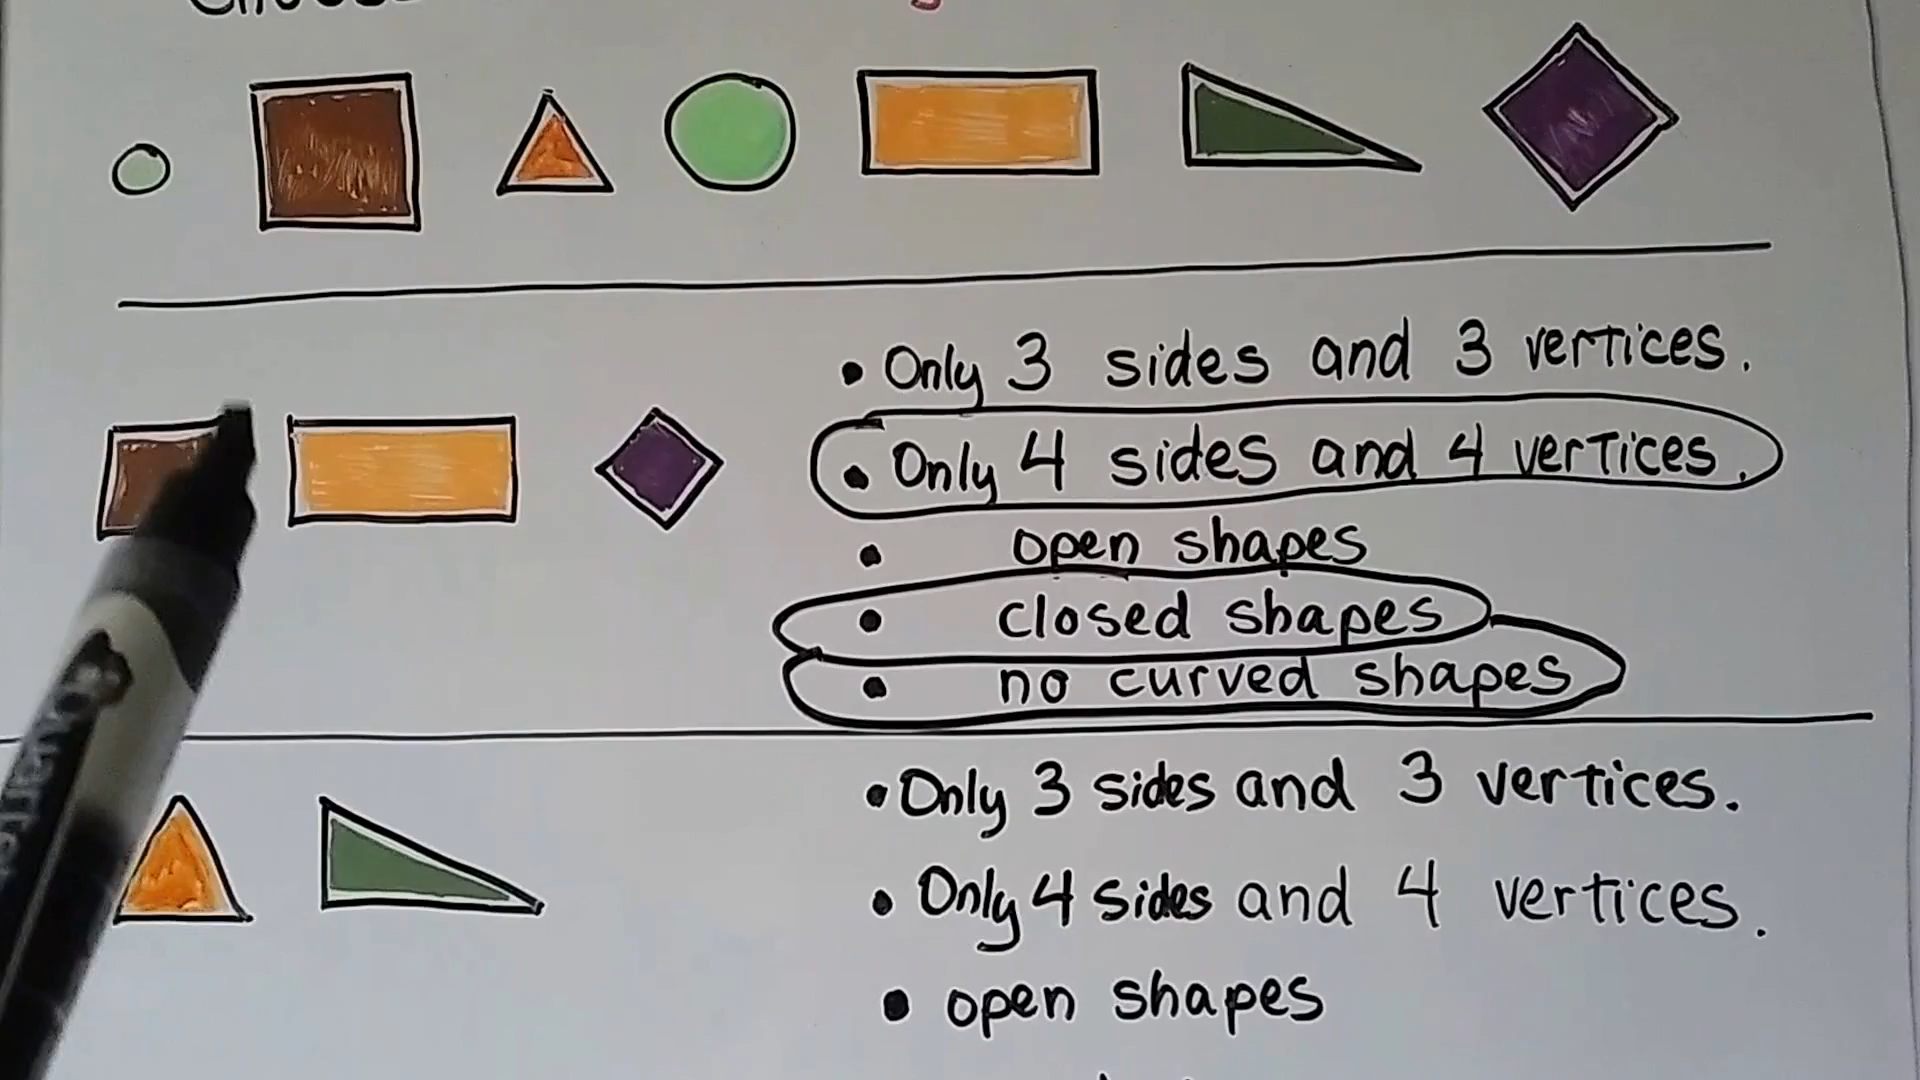 • Only 3 sides and 3 vertices.
• Only 4 sides and 4 vertices.
• open shapes
• closed shapes
• no curved shapes
• Only 3 sides and 3 vertices.
• Only 4 sides and 4 vertices.
• open shapes